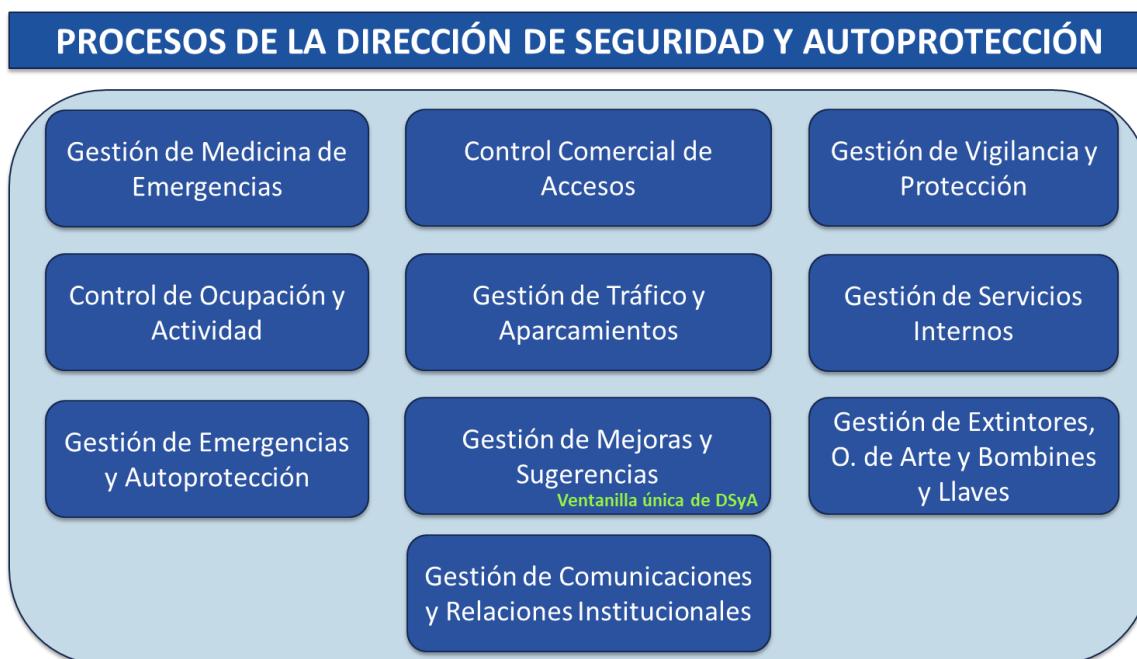 PROCESOS DE LA DIRECCIÓN DE SEGURIDAD Y AUTOPROTECCIÓN
Gestión de Medicina de
Emergencias
Control Comercial de
Accesos
Gestión de Vigilancia y
Protección
Control de Ocupación y
Actividad
Gestión de Tráfico y
Aparcamientos
Gestión de Servicios
Internos
Gestión de Emergencias
y Autoprotección
Gestión de Mejoras y
Sugerencias
Ventanilla única de DSyA
Gestión de Extintores,
O. de Arte y Bombines
y Llaves
Gestión de Comunicaciones
y Relaciones Institucionales